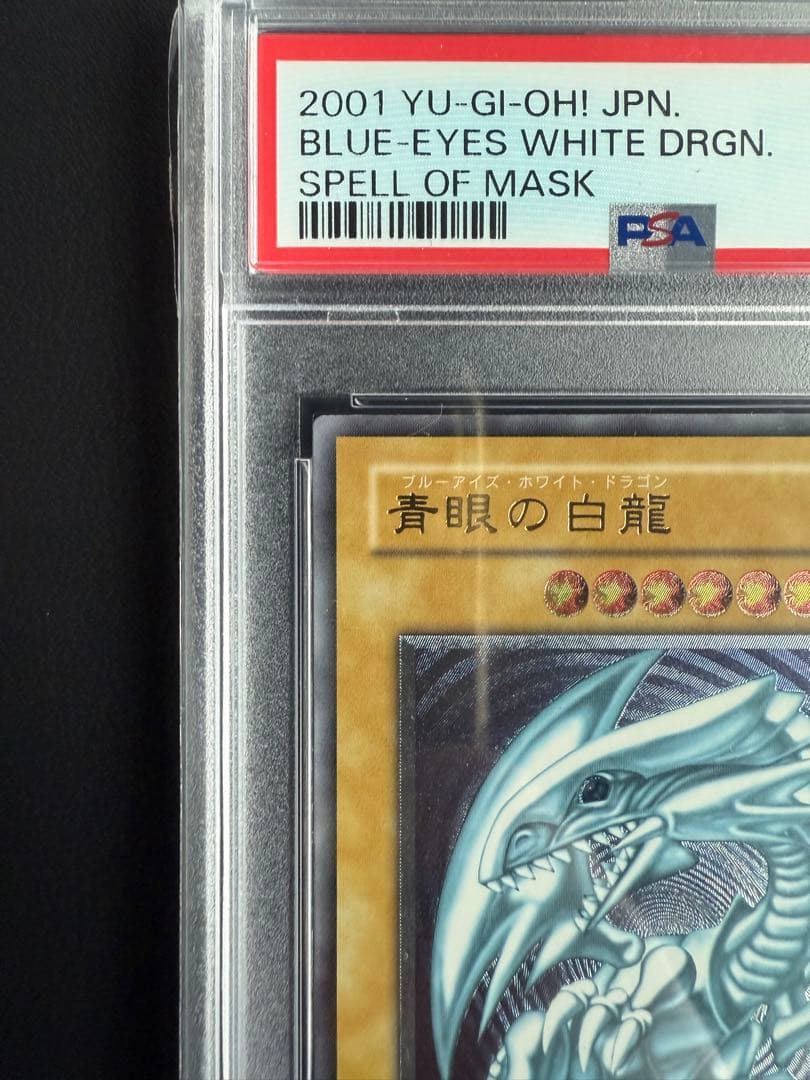 2001 YU-GI-OH! JPN.
BLUE-EYES WHITE DRGN.
SPELL OF MASK
PSA
ブルーアイズ・ホワイト・ドラゴン
青眼の白龍